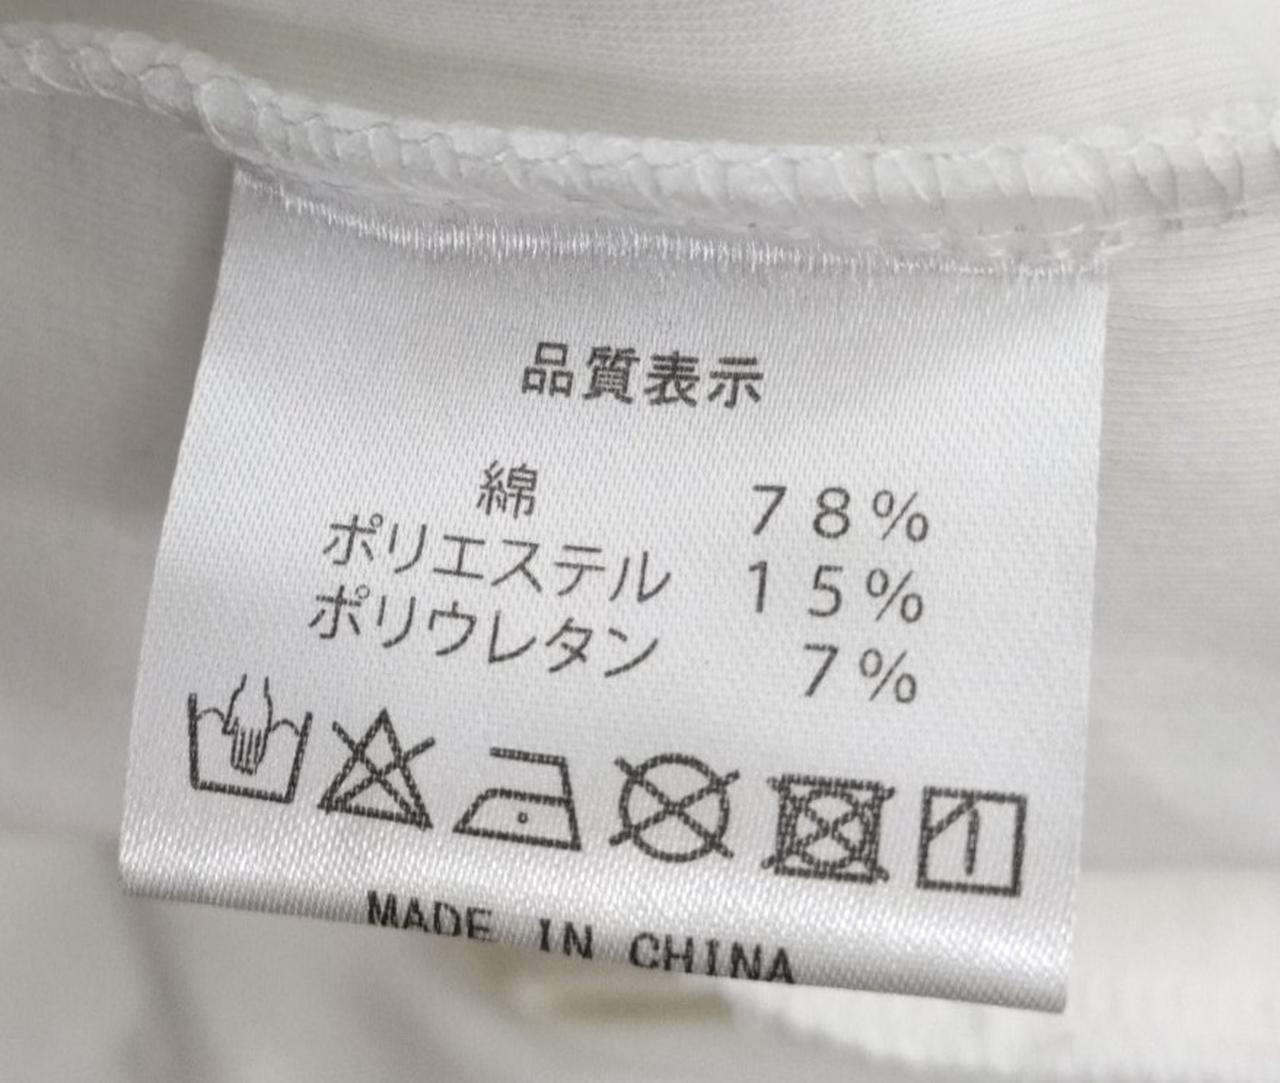 品質表示
綿 78%
ポリエステル 15%
ポリウレタン 7%
MADE IN CHINA